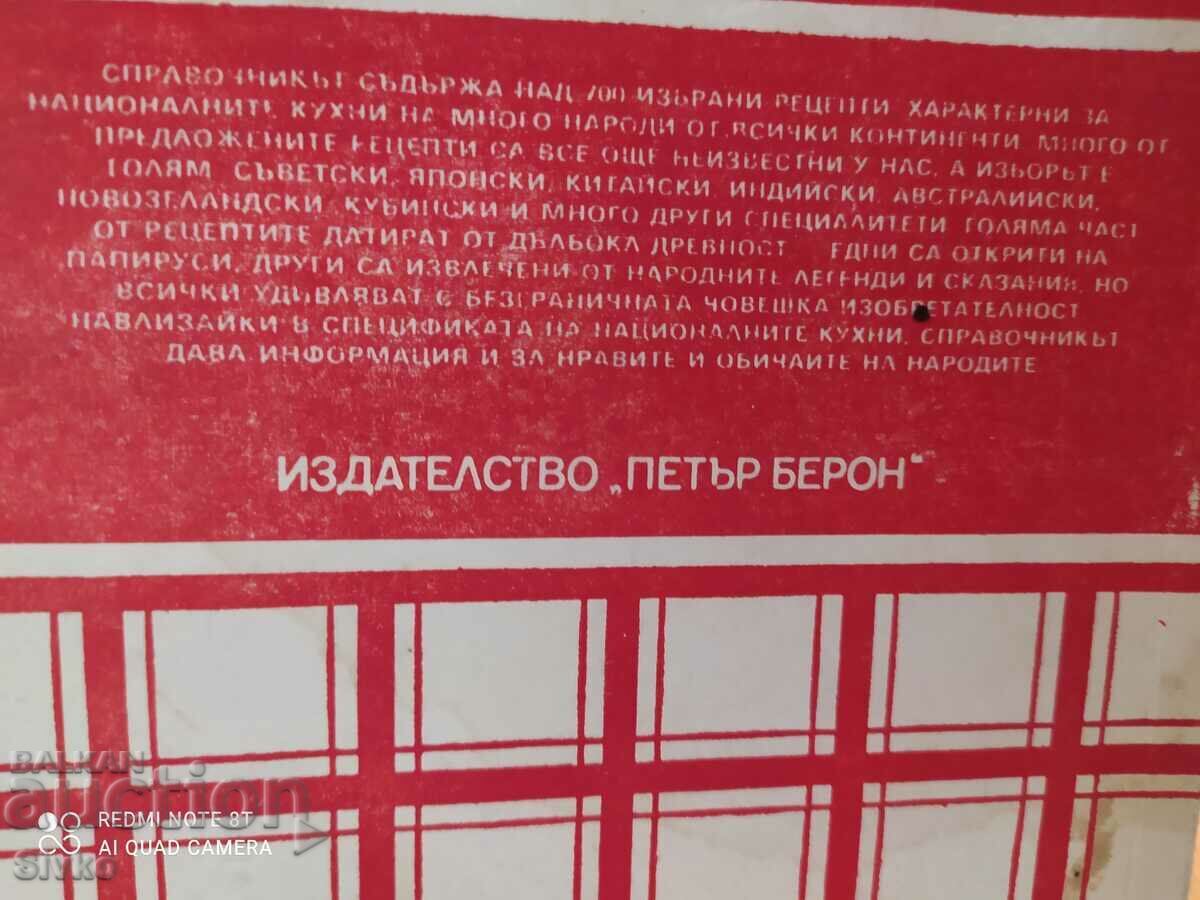 СПРАВОЧНИКЪТ СЪДЪРЖА НАД 700 ИЗБРАНИ РЕЦЕПТИ, ХАРАКТЕРНИ ЗА
НАЦИОНАЛНИТЕ КУХНИ НА МНОГО НАРОДИ ОТ ВСИЧКИ КОНТИНЕНТИ. МНОГО ОТ
ПРЕДЛОЖЕНИТЕ РЕЦЕПТИ СА ВСЕ ОЩЕ НЕИЗВЕСТНИ У НАС, А ИЗБОРЪТ Е
ГОЛЯМ: СЪВЕТСКИ, ЯПОНСКИ, КИТАЙСКИ, ИНДИЙСКИ, АВСТРАЛИЙСКИ,
НОВОЗЕЛАНДСКИ, КУБИНСКИ И МНОГО ДРУГИ СПЕЦИАЛИТЕТИ. ГОЛЯМА ЧАСТ
ОТ РЕЦЕПТИТЕ ДАТИРАТ ОТ ДЪЛБОКА ДРЕВНОСТ - ЕДНИ СА ОТКРИТИ НА
ПАПИРУСИ, ДРУГИ СА ИЗВЛЕЧЕНИ ОТ НАРОДНИТЕ ЛЕГЕНДИ И СКАЗАНИЯ, НО
ВСИЧКИ УДИВЛЯВАТ С БЕЗГРАНИЧНАТА ЧОВЕШКА ИЗОБРЕТАТЕЛНОСТ.
НАВЛИЗАЙКИ В СПЕЦИФИКАТА НА НАЦИОНАЛНИТЕ КУХНИ, СПРАВОЧНИКЪТ
ДАВА ИНФОРМАЦИЯ И ЗА НРАВИТЕ И ОБИЧАИТЕ НА НАРОДИТЕ
ИЗДАТЕЛСТВО „ПЕТЪР БЕРОН“
BALKAN
auction
REDMI NOTE 8T
AI QUAD CAMERA
Slvko